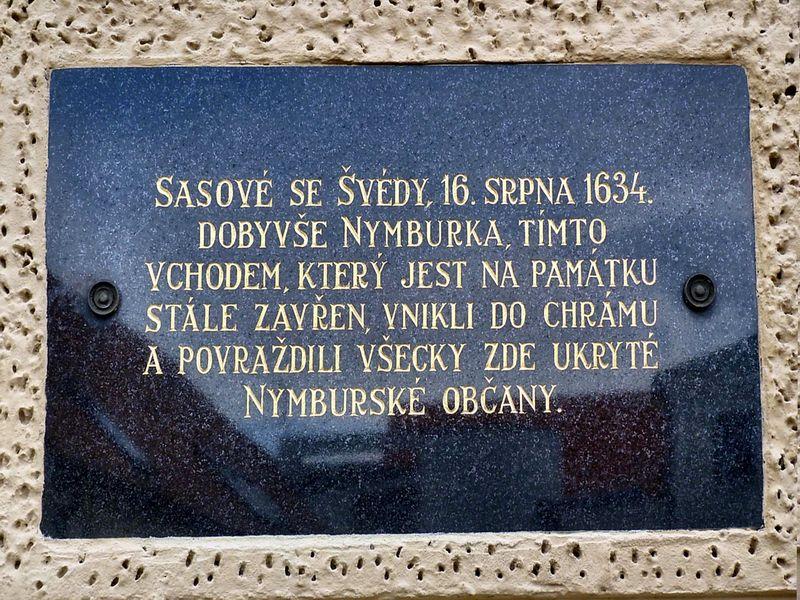 Sasové se Švédy, 16. srpna 1634.
dobyvše Nymburka, tímto
vchodem, který jest na památku
stále zavřen, vnikli do chrámu
a povraždili všecky zde ukryté
Nymburské občany.